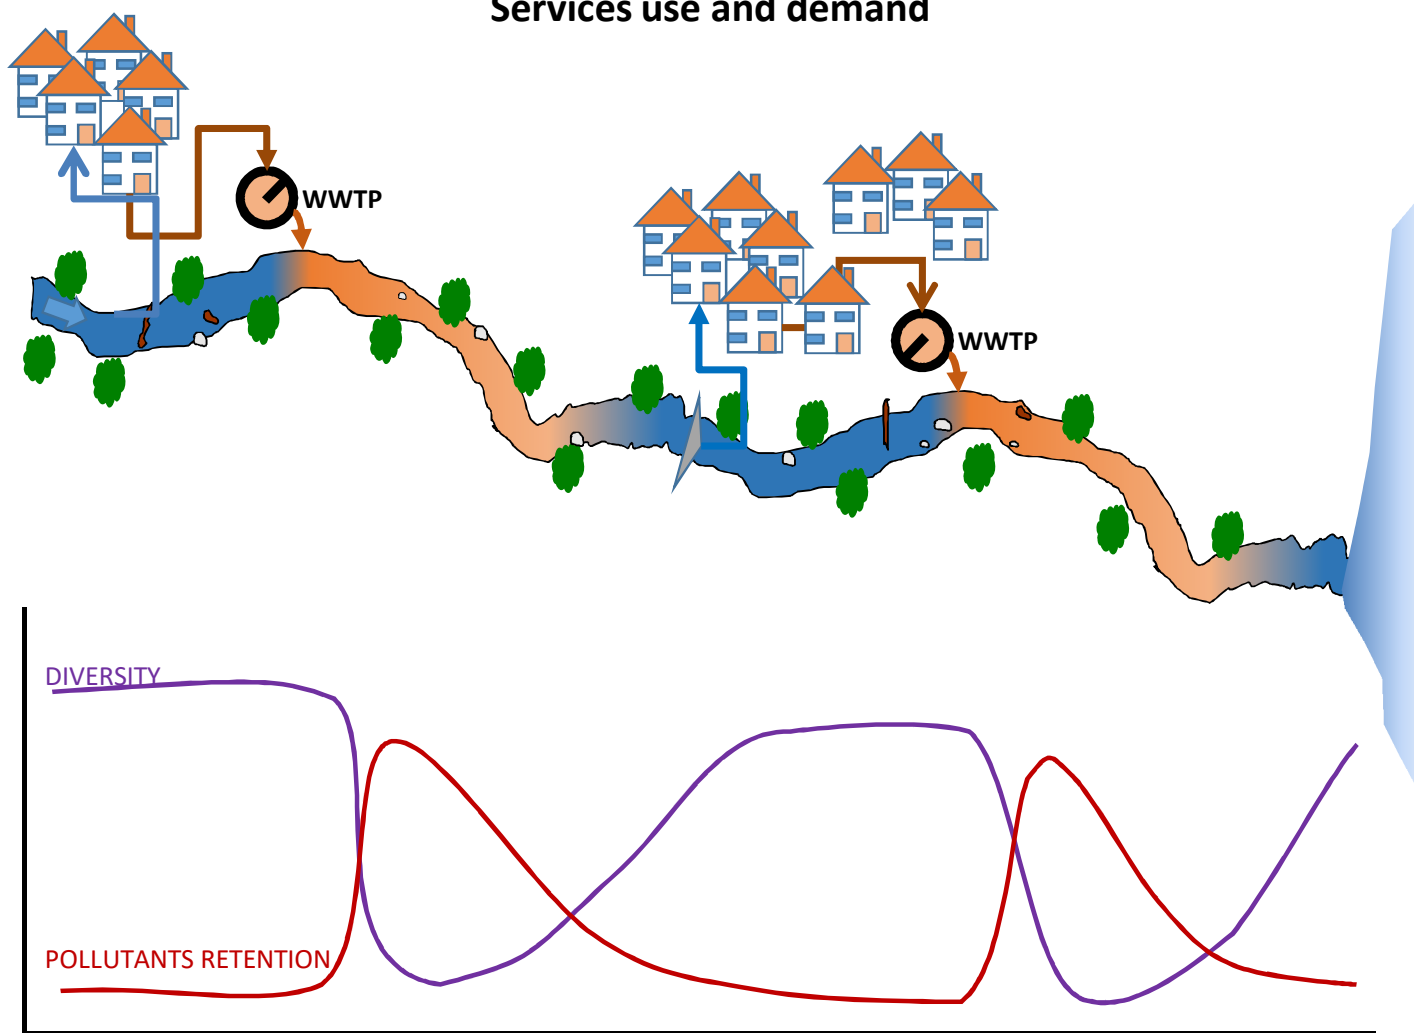 Services use and demand
WWTP
WWTP
DIVERSITY
POLLUTANTS RETENTION